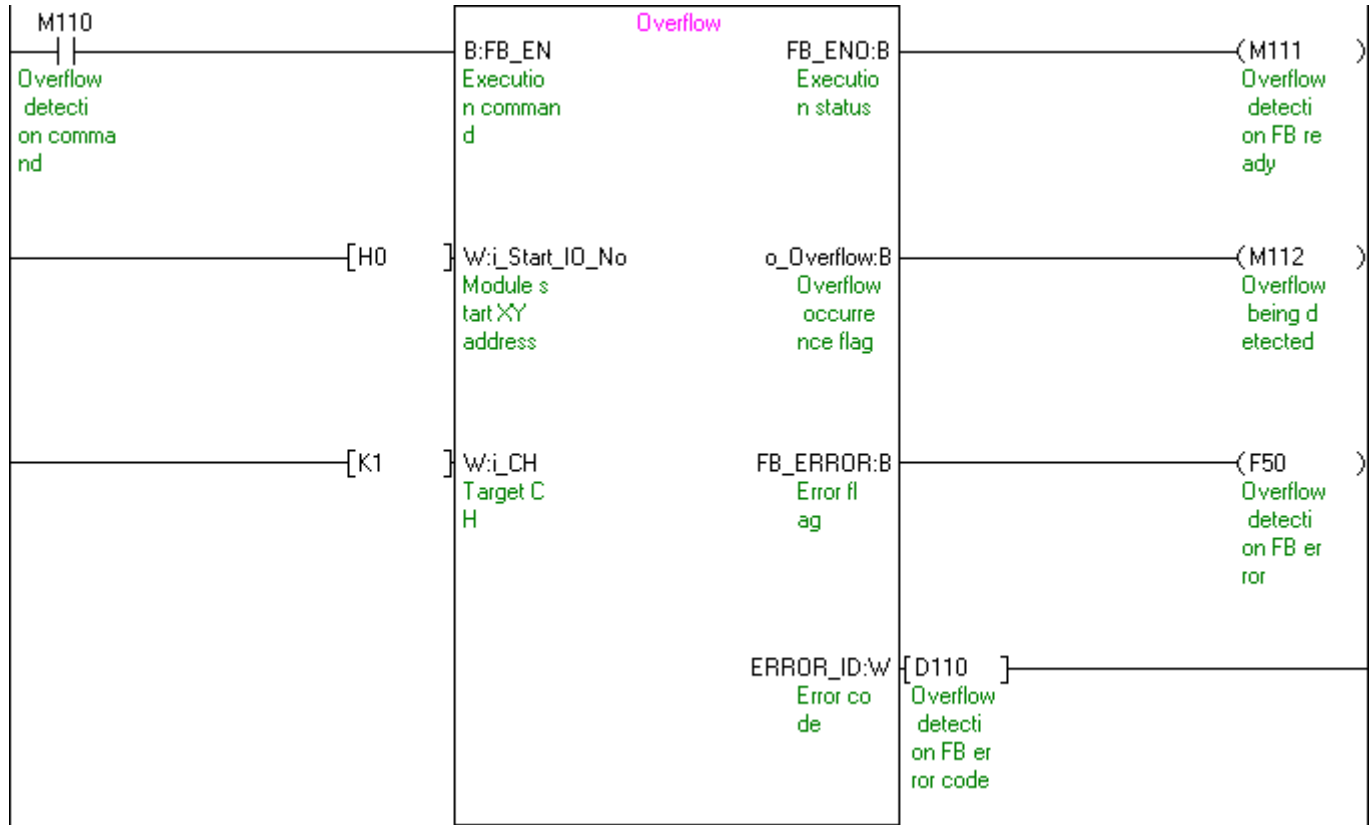 M110
Overflow
detecti
on comma
nd
Overflow
B:FB_EN
Executio
n comman
d
FB_ENO:B
Executio
n status
(M111 )
Overflow
detecti
on FB re
ady
[H0 ]
W:i_Start_IO_No
Module s
tart XY
address
o_Overflow:B
Overflow
occurre
nce flag
(M112 )
Overflow
being d
etected
[K1 ]
W:i_CH
Target C
H
FB_ERROR:B
Error fl
ag
(F50 )
Overflow
detecti
on FB er
ror
ERROR_ID:W
Error co
de
[D110 ]
Overflow
detecti
on FB er
ror code